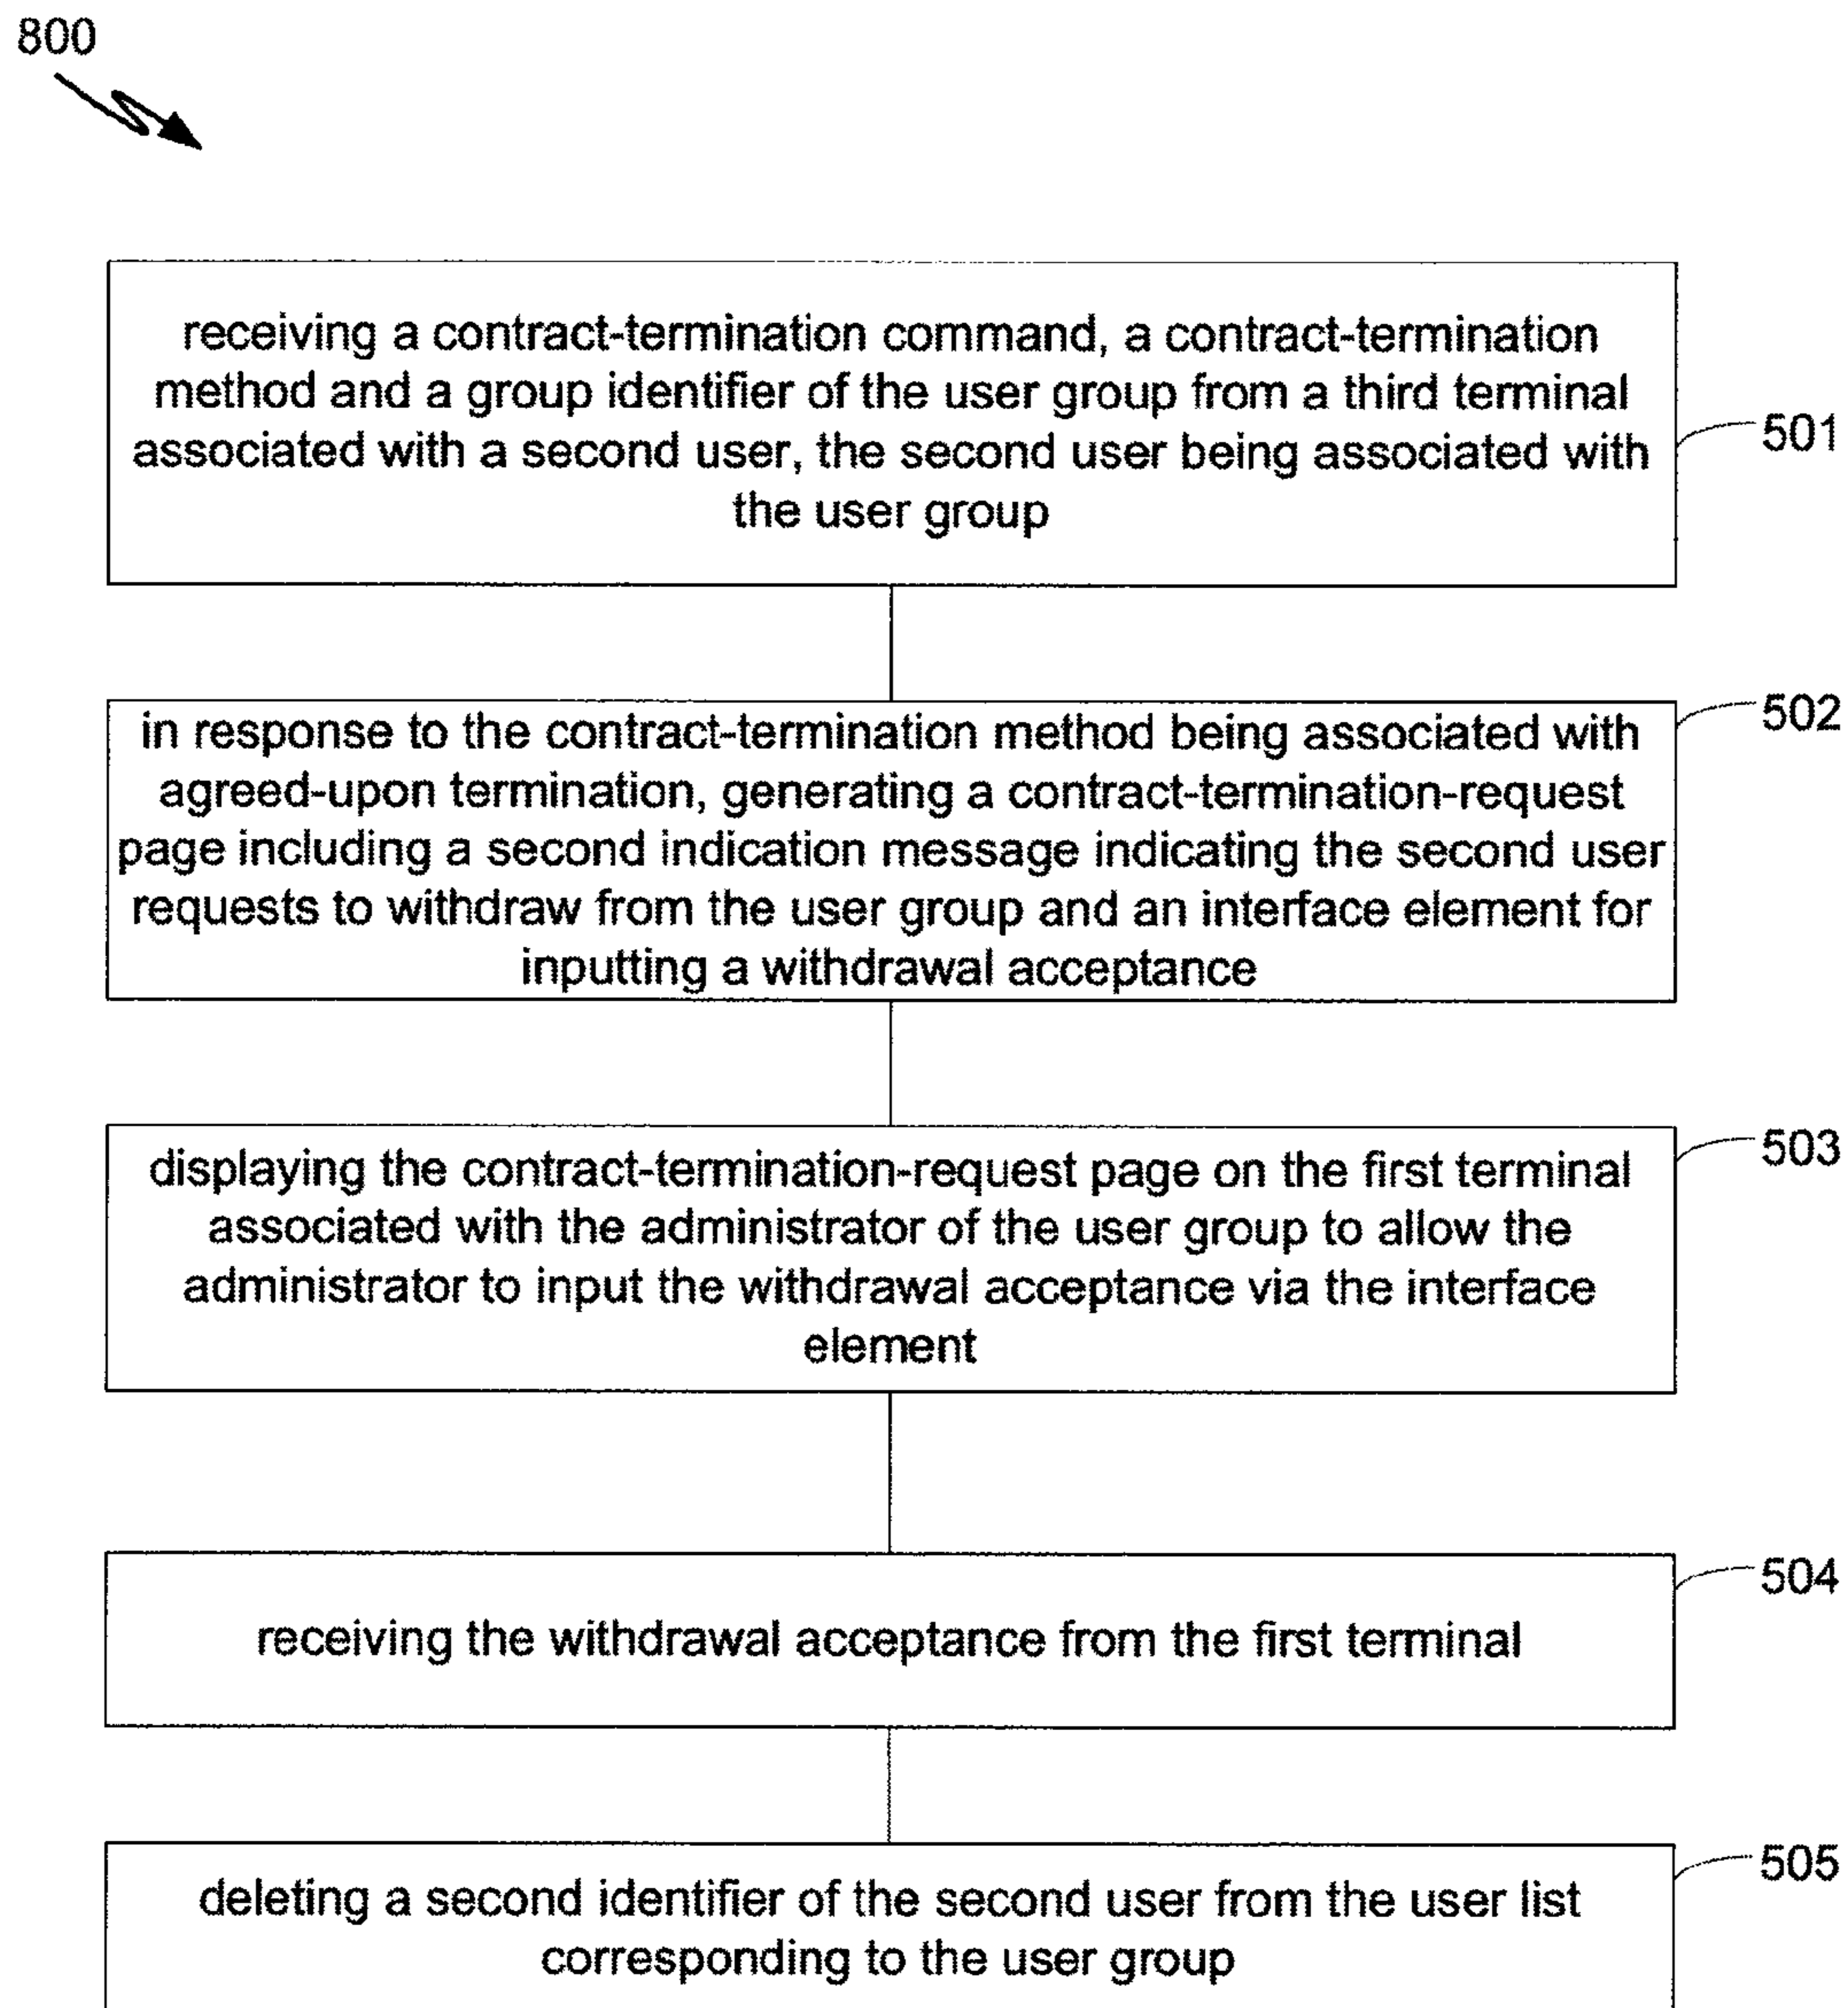 800
receiving a contract-termination command, a contract-termination
method and a group identifier of the user group from a third terminal
associated with a second user, the second user being associated with
the user group
501
in response to the contract-termination method being associated with
agreed-upon termination, generating a contract-termination-request
page including a second indication message indicating the second user
requests to withdraw from the user group and an interface element for
inputting a withdrawal acceptance
502
displaying the contract-termination-request page on the first terminal
associated with the administrator of the user group to allow the
administrator to input the withdrawal acceptance via the interface
element
503
receiving the withdrawal acceptance from the first terminal
504
deleting a second identifier of the second user from the user list
corresponding to the user group
505